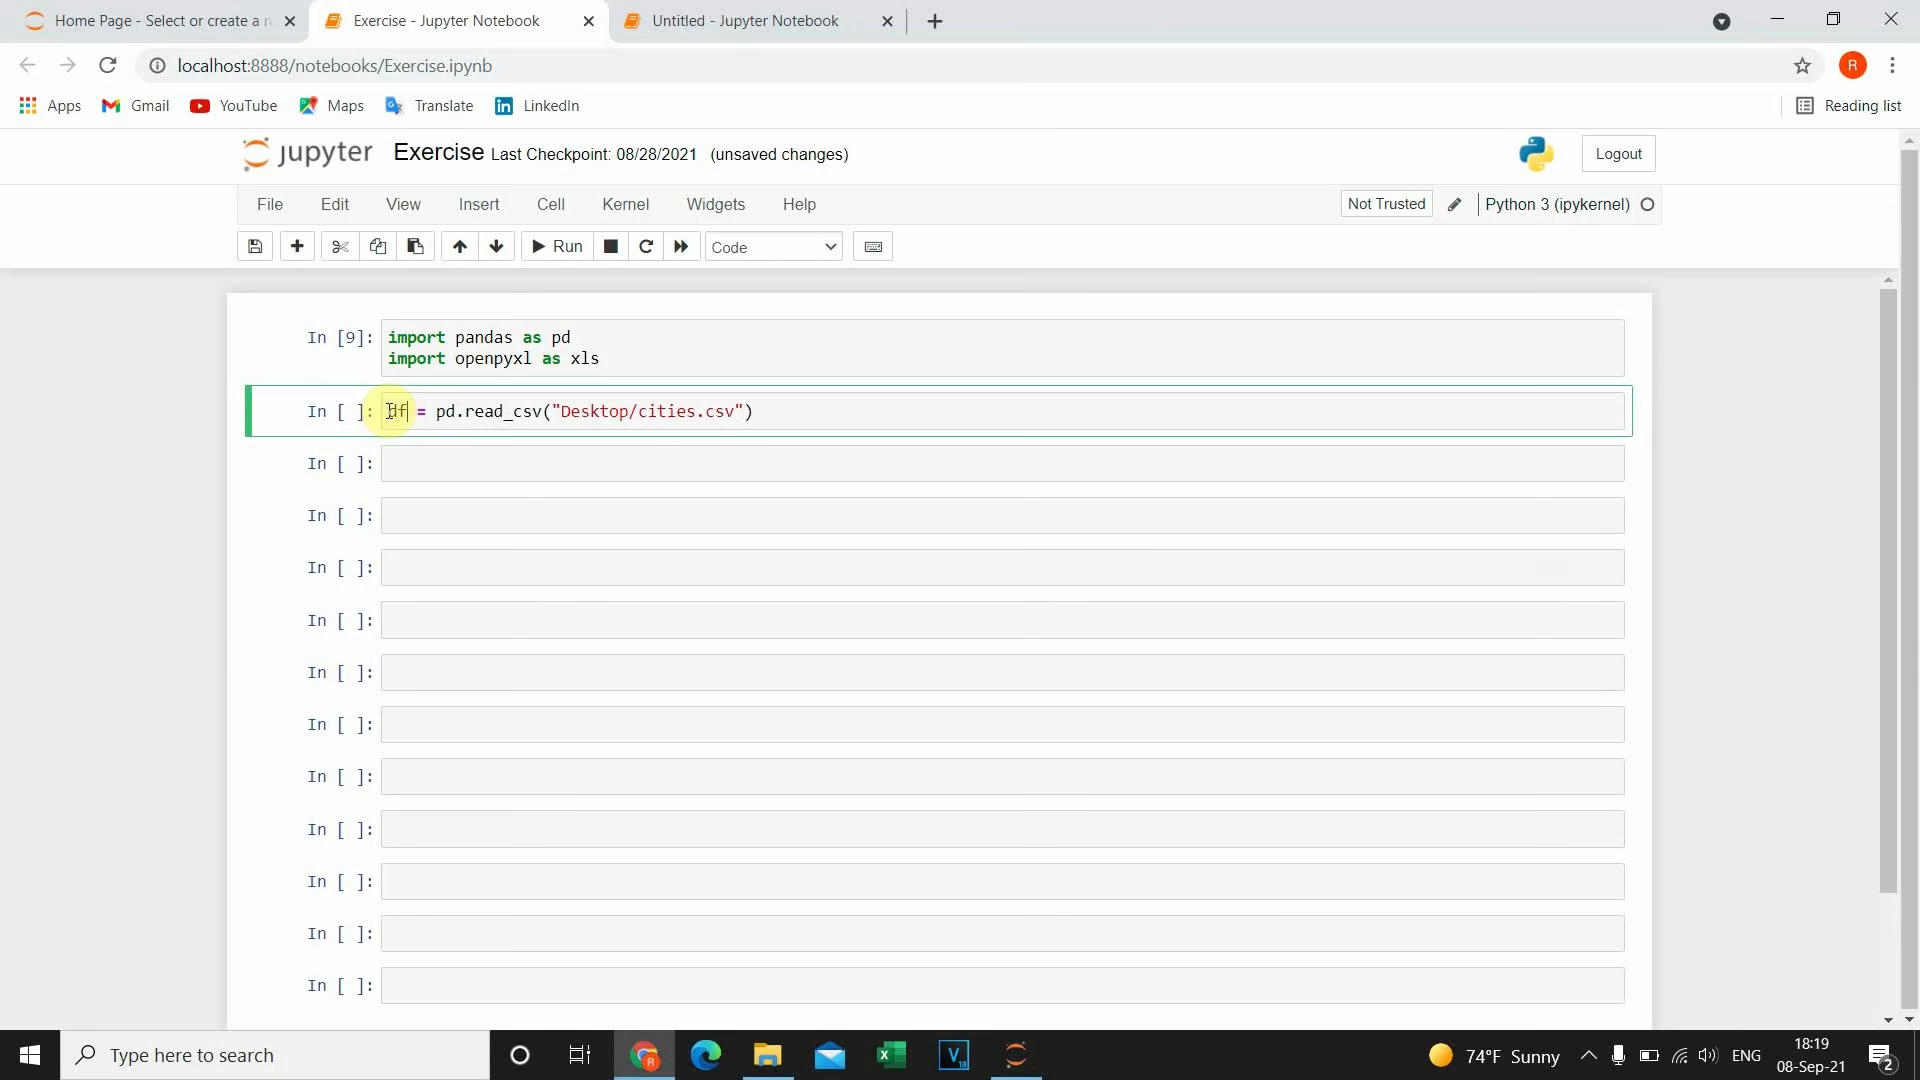 Home Page - Select or create a n
Exercise - Jupyter Notebook
Untitled - Jupyter Notebook
localhost:8888/notebooks/Exercise.ipynb
R
Apps
Gmail
YouTube
Maps
Translate
LinkedIn
Reading list
jupyter
Exercise Last Checkpoint: 08/28/2021 (unsaved changes)
Logout
File Edit View Insert Cell Kernel Widgets Help
Not Trusted
Python 3 (ipykernel)
Run
Code
In [9]: import pandas as pd
import openpyxl as xls
In [ ]: df = pd.read_csv("Desktop/cities.csv")
In [ ]:
In [ ]:
In [ ]:
In [ ]:
In [ ]:
In [ ]:
In [ ]:
In [ ]:
In [ ]:
In [ ]:
In [ ]:
Type here to search
74°F Sunny
ENG
18:19
08-Sep-21
2